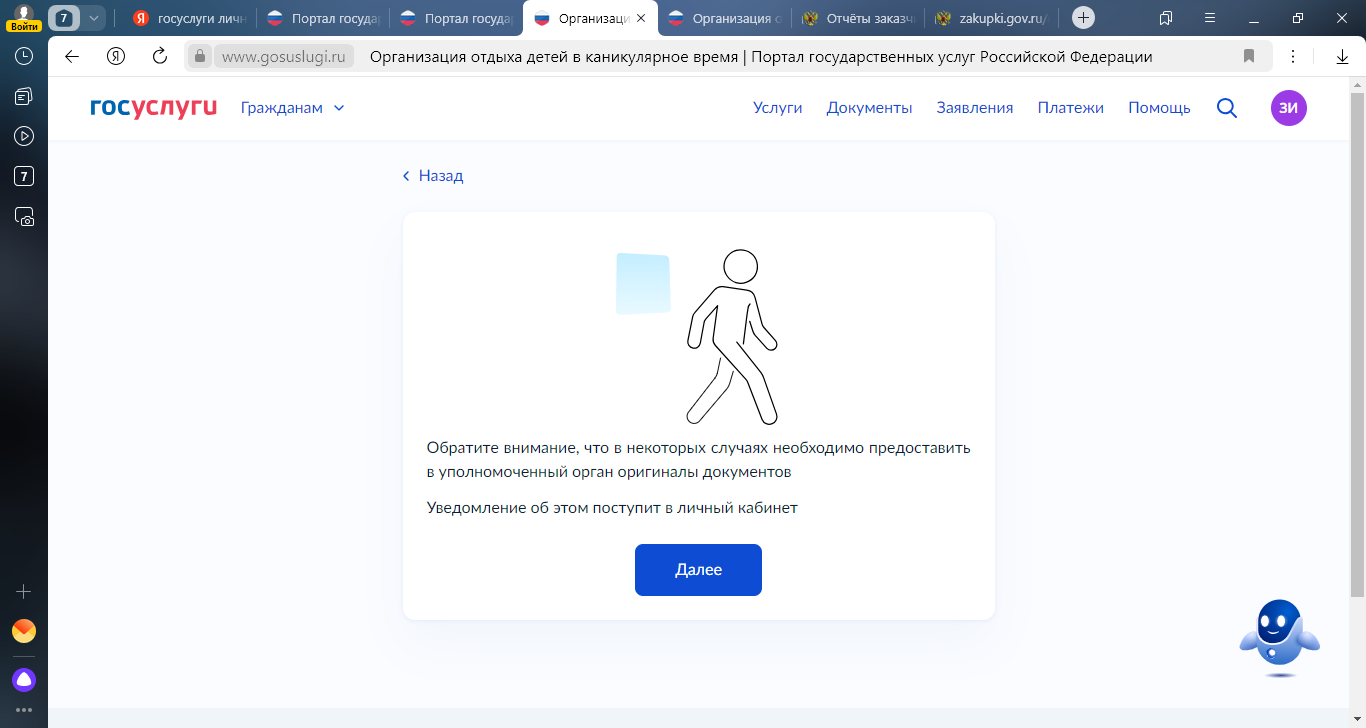 Войти
7
Я госуслуги личн
Портал государ
Портал государ
Организаци
Организация о
Отчёты заказч
zakupki.gov.ru/
Я
www.gosuslugi.ru
Организация отдыха детей в каникулярное время | Портал государственных услуг Российской Федерации
7
госуслуги
Гражданам
Услуги
Документы
Заявления
Платежи
Помощь
ЗИ
Назад
Обратите внимание, что в некоторых случаях необходимо предоставить
в уполномоченный орган оригиналы документов
Уведомление об этом поступит в личный кабинет
Далее